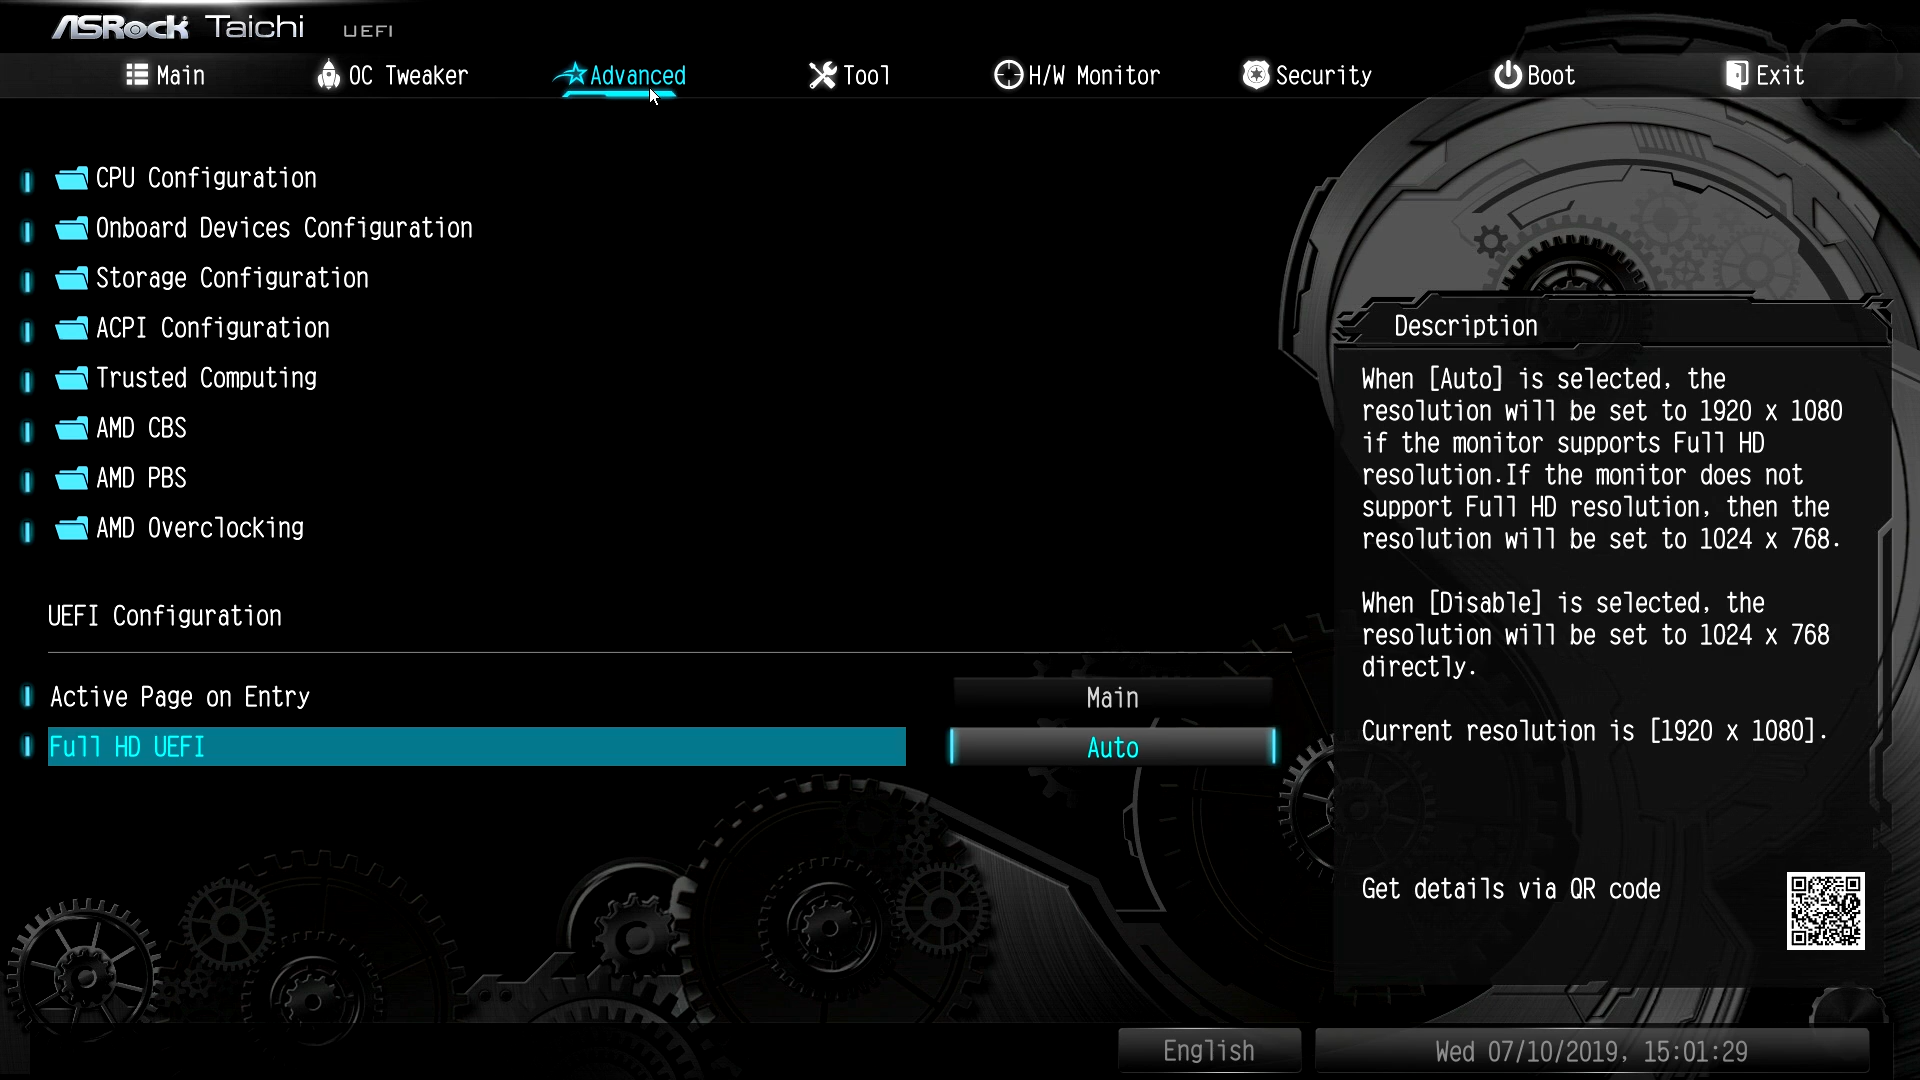 ASRock Taichi UEFI
Main OC Tweaker Advanced Tool H/W Monitor Security Boot Exit
CPU Configuration
Onboard Devices Configuration
Storage Configuration
ACPI Configuration
Trusted Computing
AMD CBS
AMD PBS
AMD Overclocking
UEFI Configuration
Active Page on Entry Main
Full HD UEFI Auto
Description
When [Auto] is selected, the
resolution will be set to 1920 x 1080
if the monitor supports Full HD
resolution.If the monitor does not
support Full HD resolution, then the
resolution will be set to 1024 x 768.
When [Disable] is selected, the
resolution will be set to 1024 x 768
directly.
Current resolution is [1920 x 1080].
Get details via QR code
English Wed 07/10/2019, 15:01:29